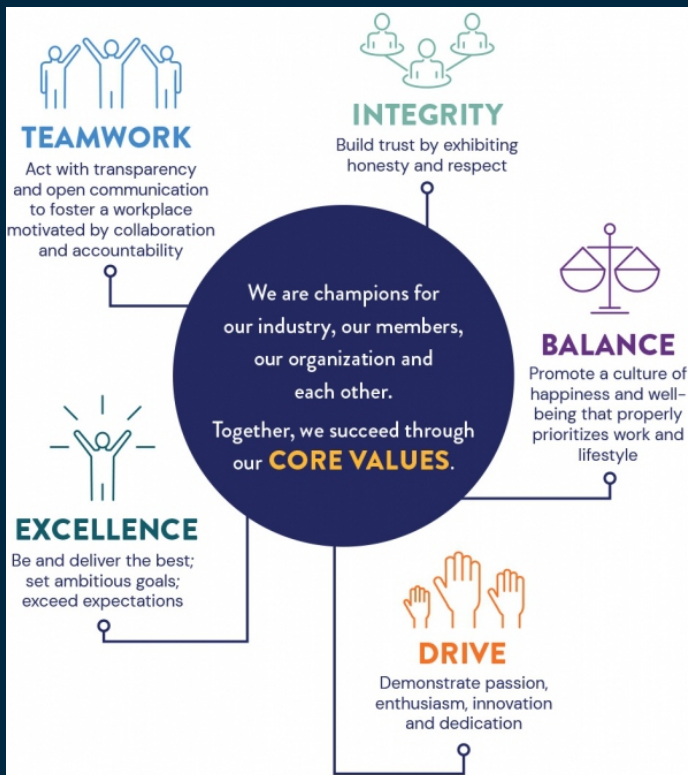 TEAMWORK
Act with transparency
and open communication
to foster a workplace
motivated by collaboration
and accountability
INTEGRITY
Build trust by exhibiting
honesty and respect
We are champions for
our industry, our members,
our organization and
each other.
Together, we succeed through
our CORE VALUES.
BALANCE
Promote a culture of
happiness and well-
being that properly
prioritizes work and
lifestyle
EXCELLENCE
Be and deliver the best;
set ambitious goals;
exceed expectations
DRIVE
Demonstrate passion,
enthusiasm, innovation
and dedication